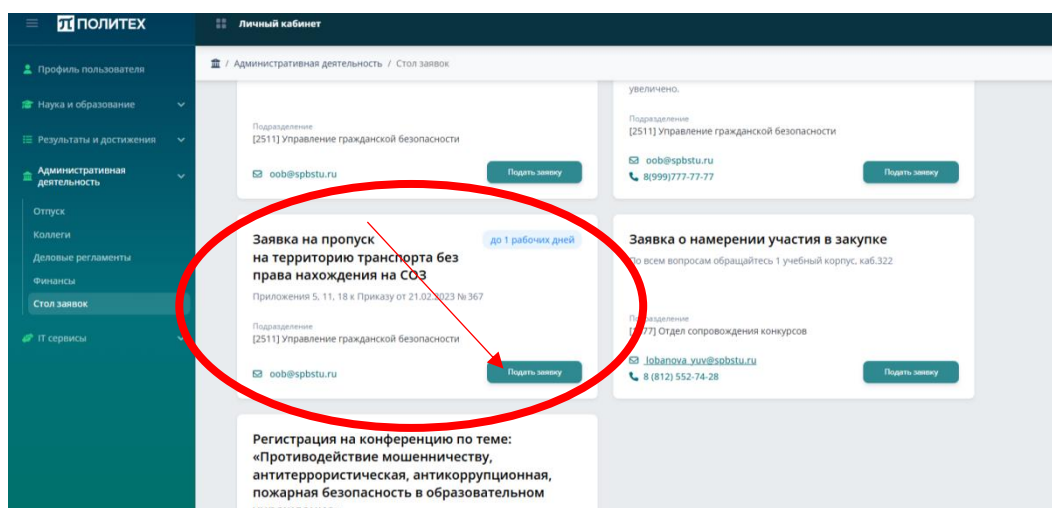 ПОЛИТЕХ
Личный кабинет
Профиль пользователя
Наука и образование
Результаты и достижения
Административная
деятельность
Отпуск
Коллеги
Деловые регламенты
Финансы
Стол заявок
IT сервисы
/ Административная деятельность / Стол заявок
Подразделение
[2511] Управление гражданской безопасности
oob@spbstu.ru
Подать заявку
увеличено.
Подразделение
[2511] Управление гражданской безопасности
oob@spbstu.ru
8(999)777-77-77
Подать заявку
Заявка на пропуск
на территорию транспорта без
права нахождения на СОЗ
до 1 рабочих дней
Приложения 5, 11, 18 к Приказу от 21.02.2023 №367
Подразделение
[2511] Управление гражданской безопасности
oob@spbstu.ru
Подать заявку
Заявка о намерении участия в закупке
По всем вопросам обращайтесь 1 учебный корпус, каб.322
Отдел сопровождения конкурсов
lobanova_yuv@spbstu.ru
8 (812) 552-74-28
Подать заявку
Регистрация на конференцию по теме:
«Противодействие мошенничеству,
антитеррористическая, антикоррупционная,
пожарная безопасность в образовательном